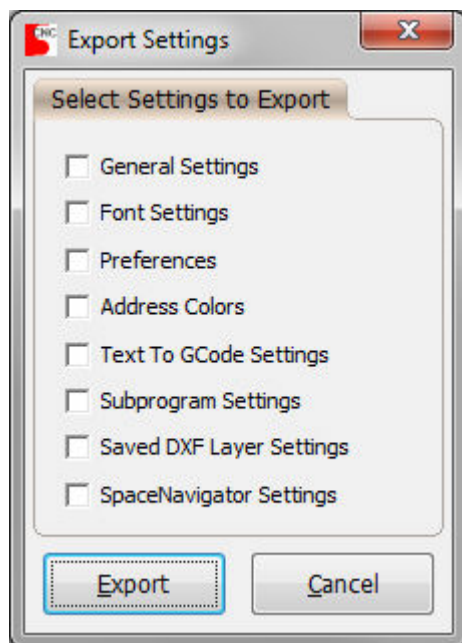 CNC
Export Settings
X
Select Settings to Export
General Settings
Font Settings
Preferences
Address Colors
Text To GCode Settings
Subprogram Settings
Saved DXF Layer Settings
SpaceNavigator Settings
Export
Cancel